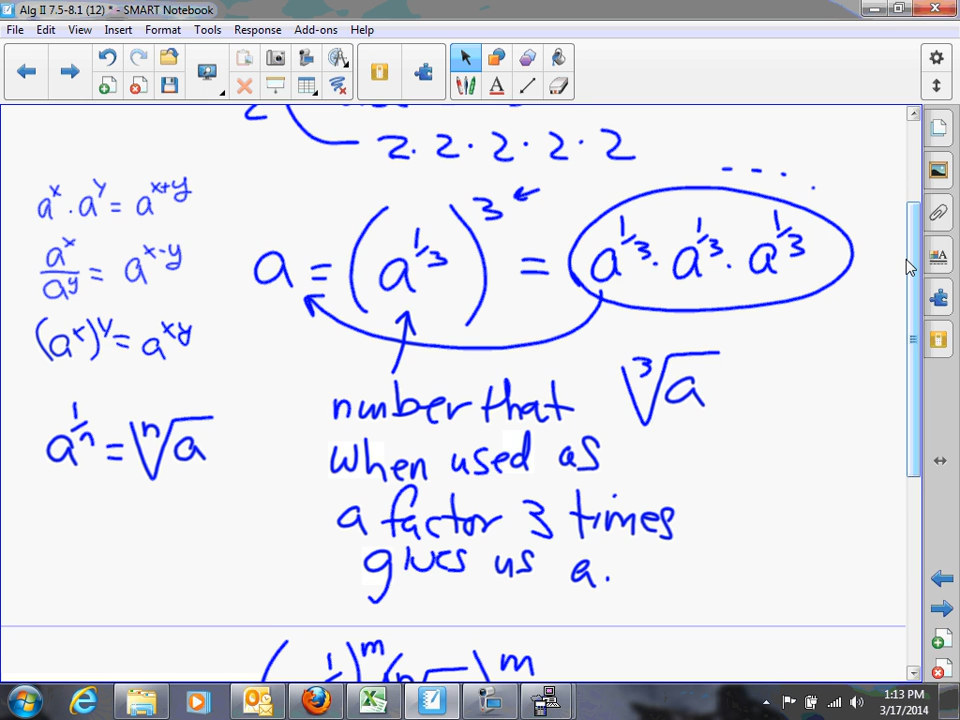 Alg II 7.5-8.1 (12) * - SMART Notebook
File Edit View Insert Format Tools Response Add-ons Help
2 · 2 · 2 · 2 · 2
- - - .
a^x · a^y = a^(x+y)
a^x / a^y = a^(x-y)
(a^x)^y = a^(xy)
a^(1/n) = ⁿ√a
a = (a^(1/3))^3 = a^(1/3) · a^(1/3) · a^(1/3)
number that
when used as
a factor 3 times
gives us a.
³√a
1:13 PM
3/17/2014